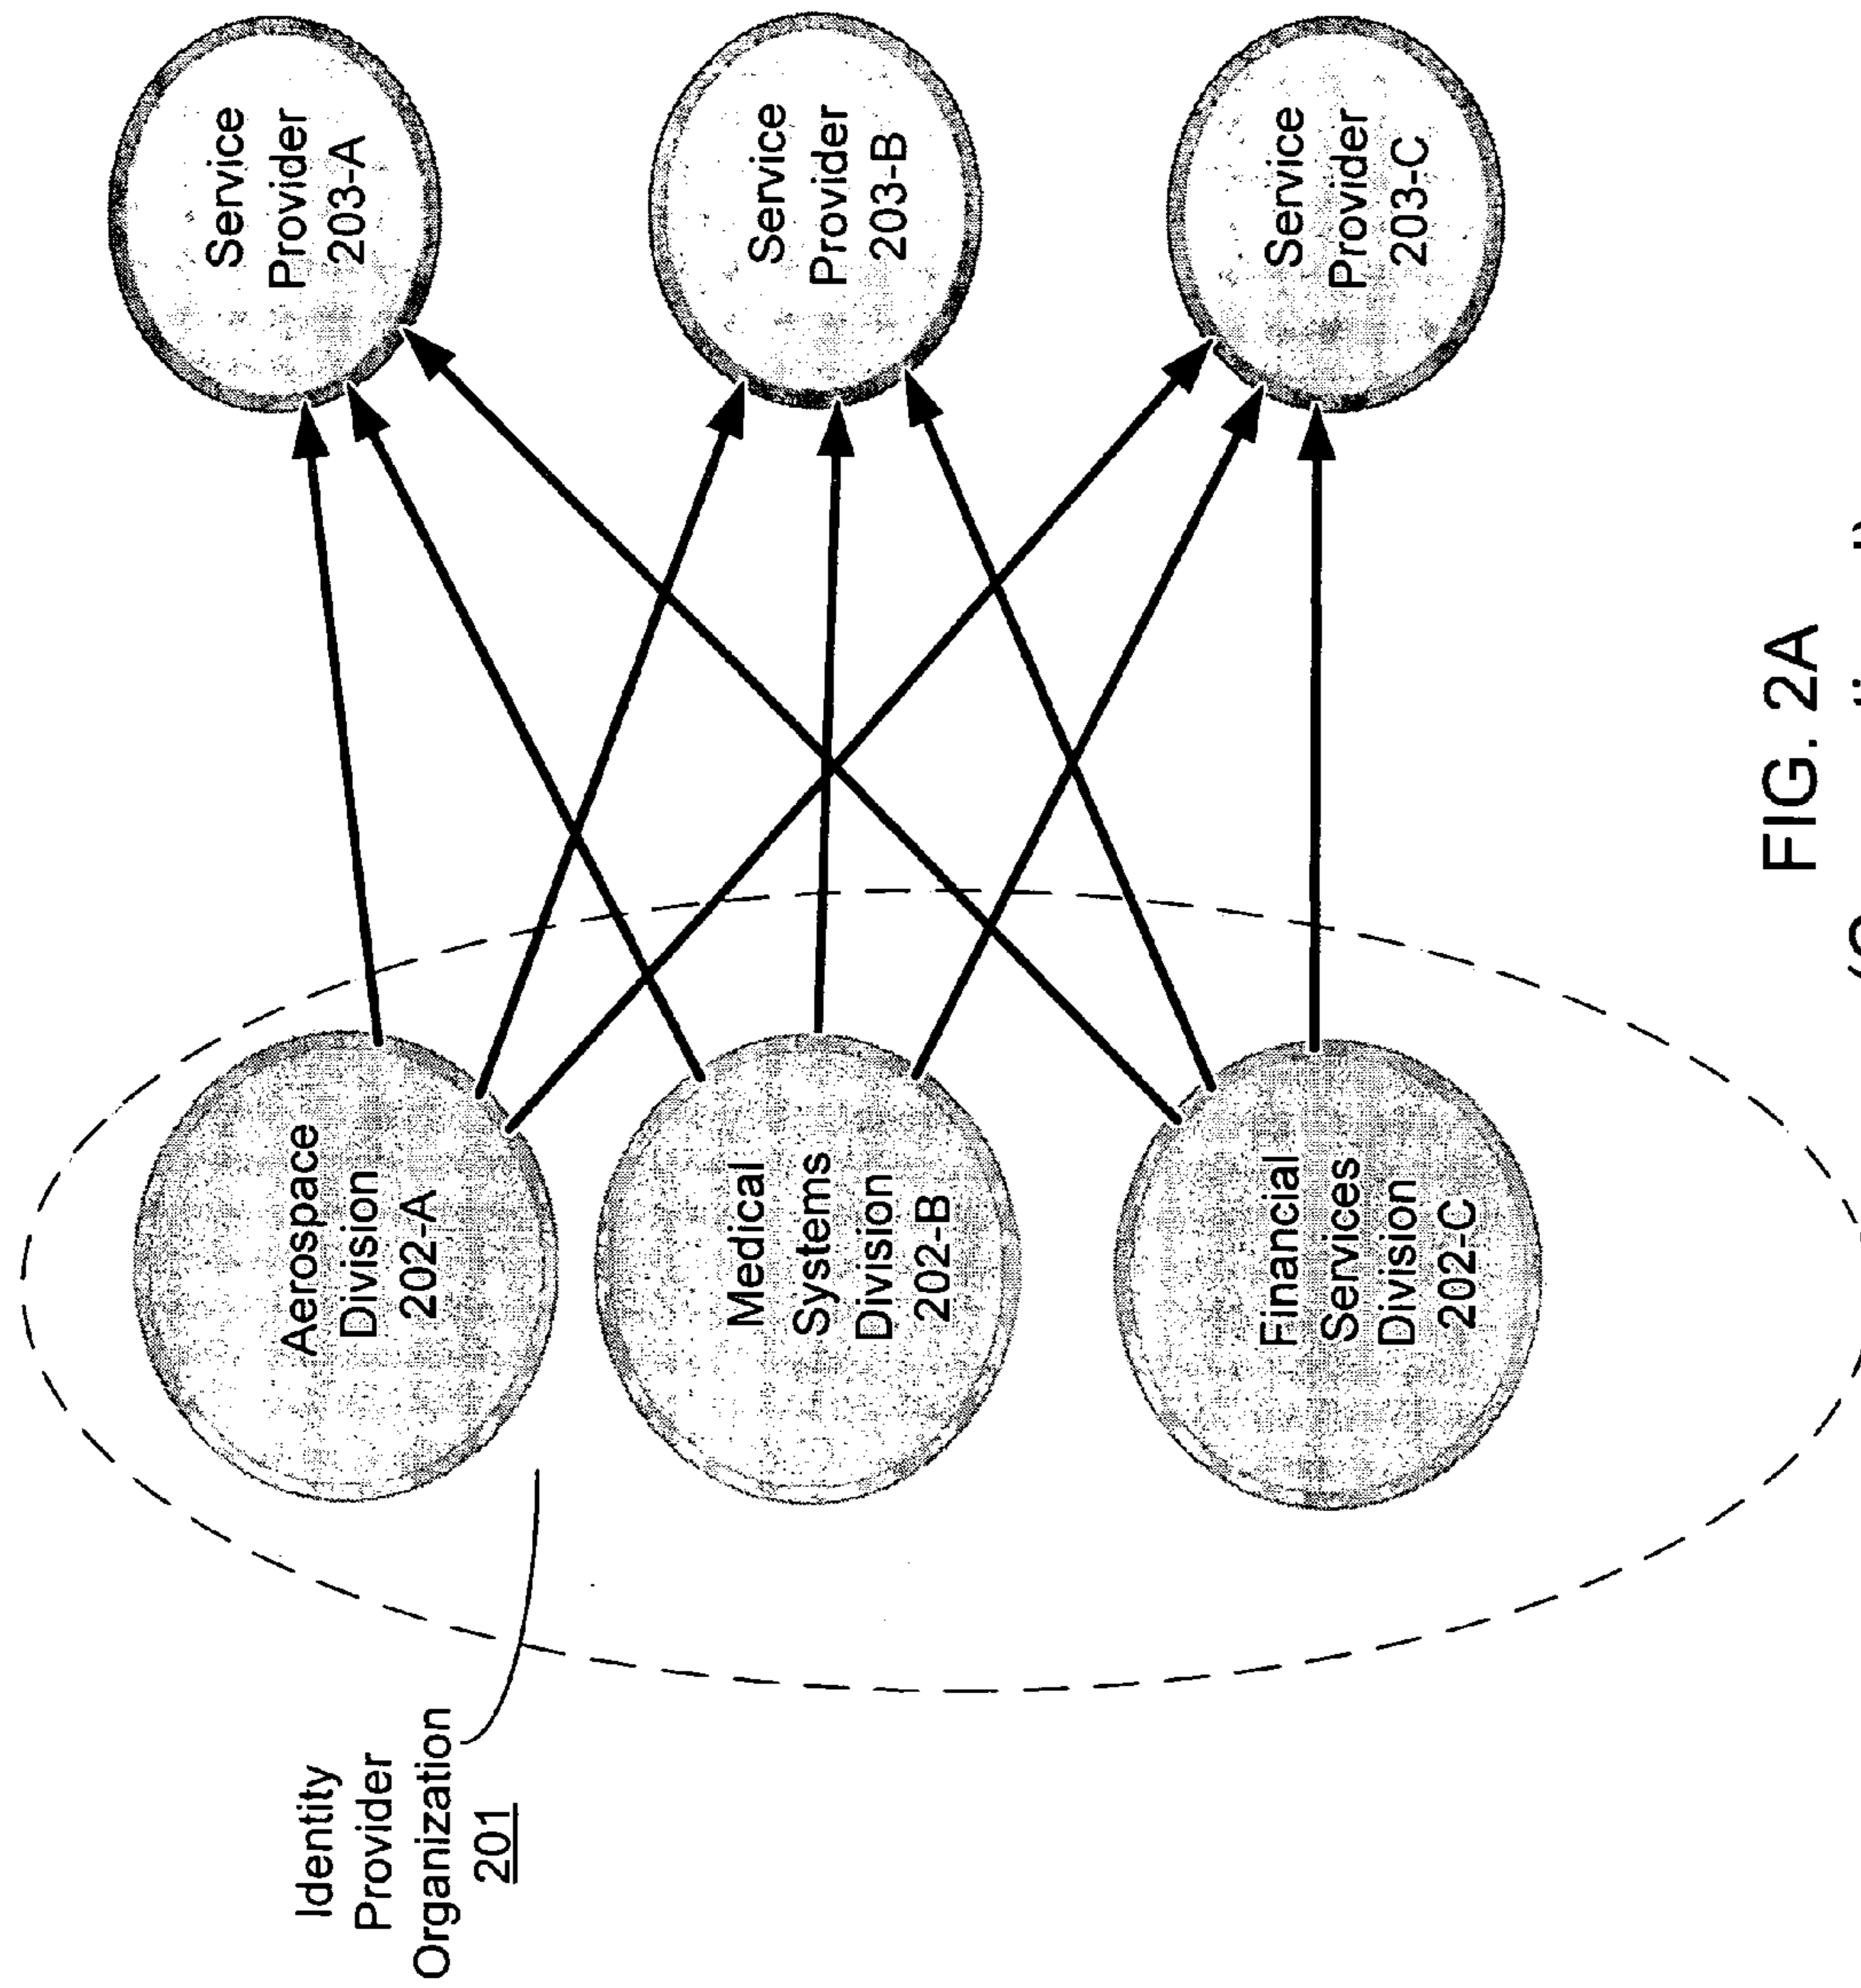 Identity
Provider
Organization
201
Aerospace
Division
202-A
Medical
Systems
Division
202-B
Financial
Services
Division
202-C
Service
Provider
203-A
Service
Provider
203-B
Service
Provider
203-C
FIG. 2A